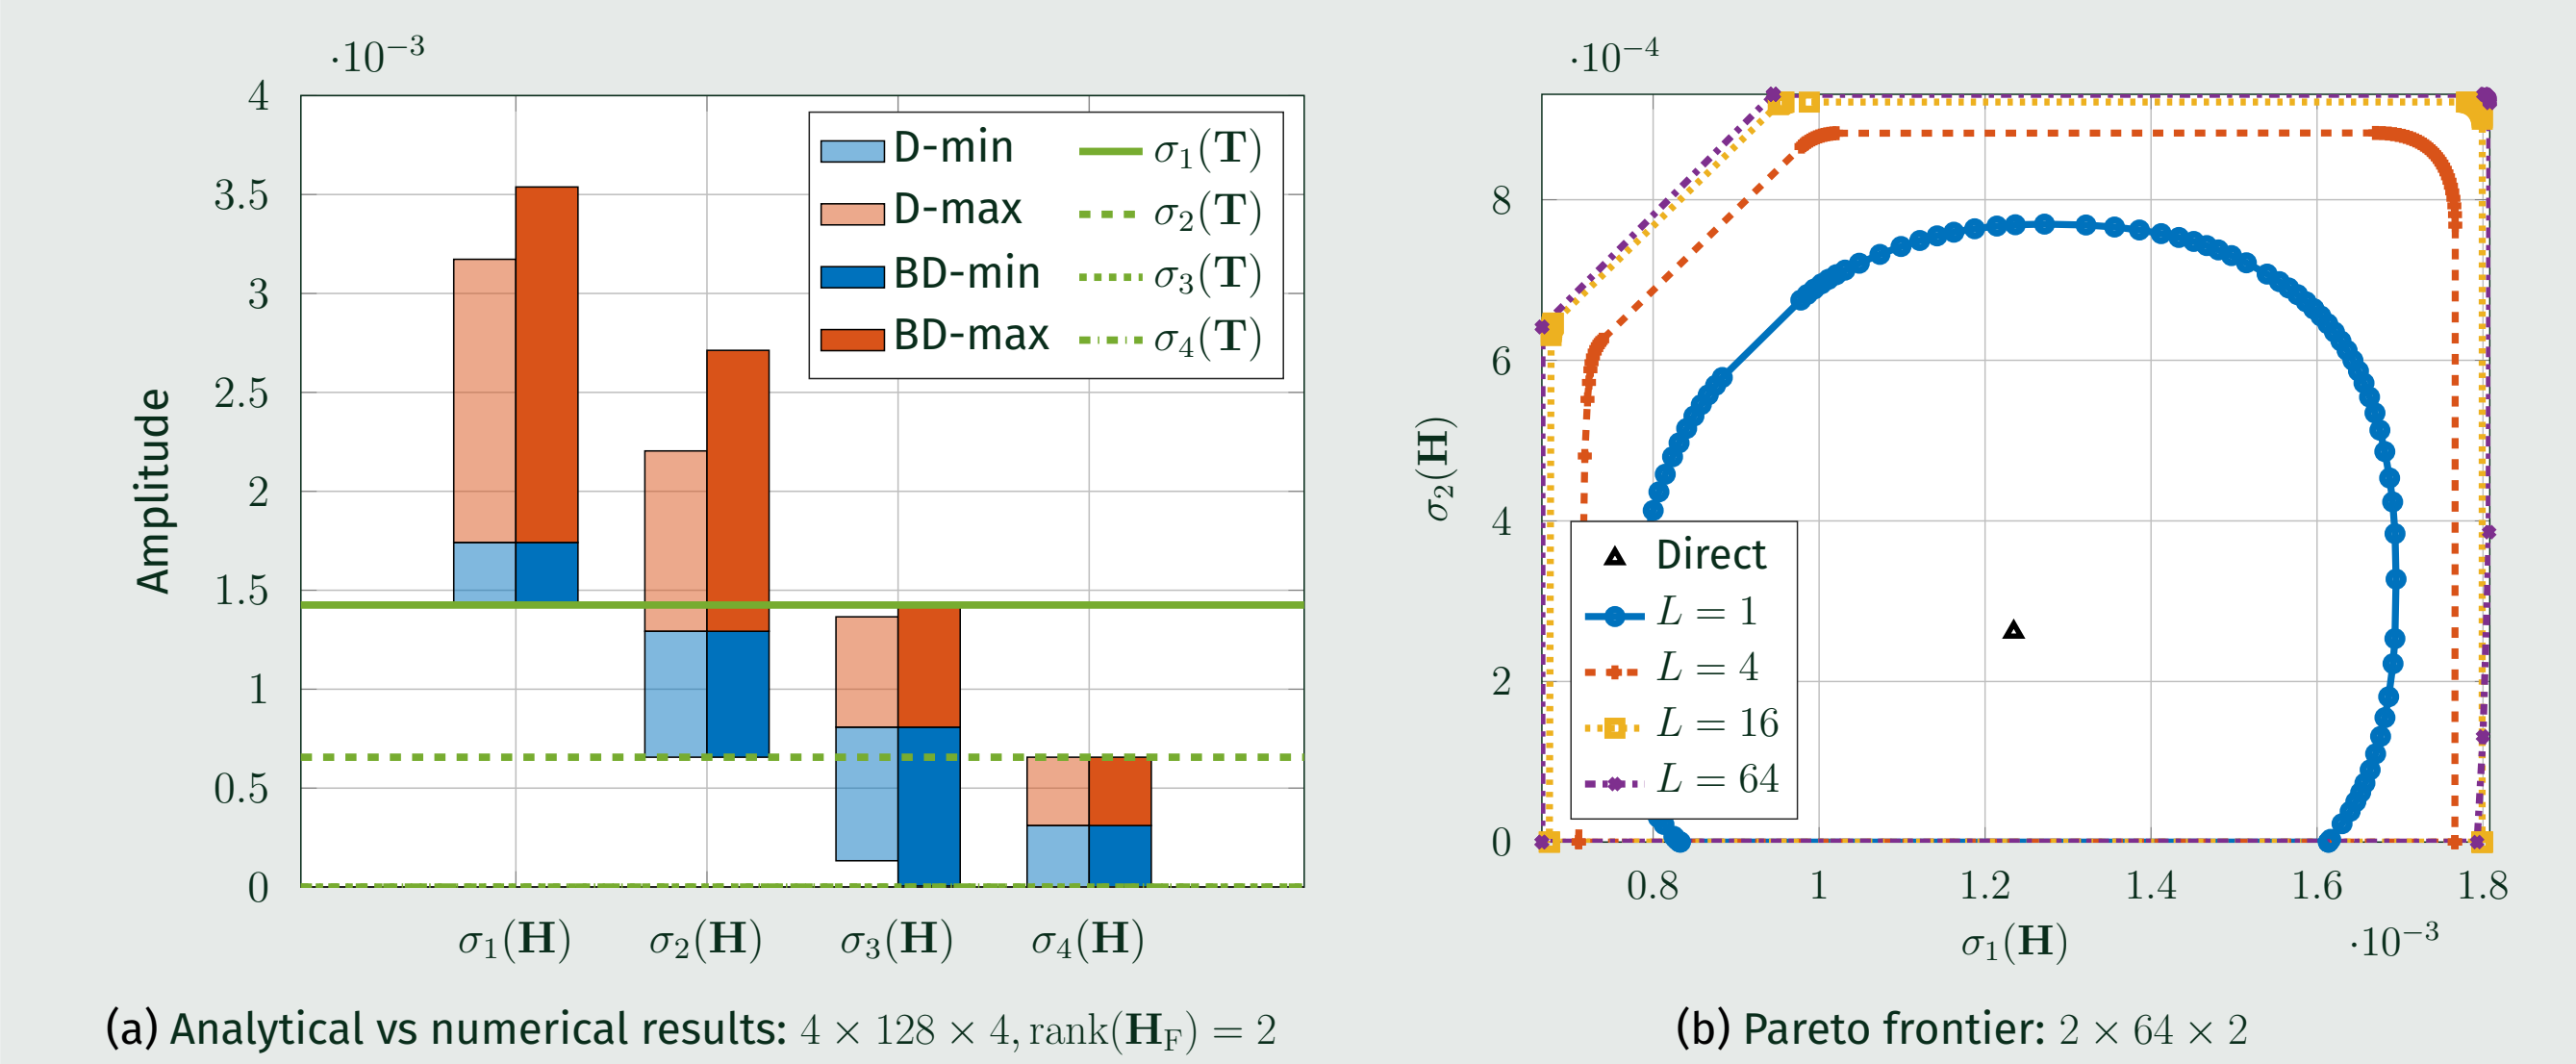 ·10⁻³
4
3.5
3
2.5
2
1.5
1
0.5
0
Amplitude
D-min
D-max
BD-min
BD-max
σ₁(T)
σ₂(T)
σ₃(T)
σ₄(T)
σ₁(H) σ₂(H) σ₃(H) σ₄(H)
(a) Analytical vs numerical results: 4 × 128 × 4, rank(H_F) = 2
·10⁻⁴
8
6
4
2
0
σ₂(H)
Direct
L = 1
L = 4
L = 16
L = 64
0.8 1 1.2 1.4 1.6 1.8
σ₁(H)
·10⁻³
(b) Pareto frontier: 2 × 64 × 2